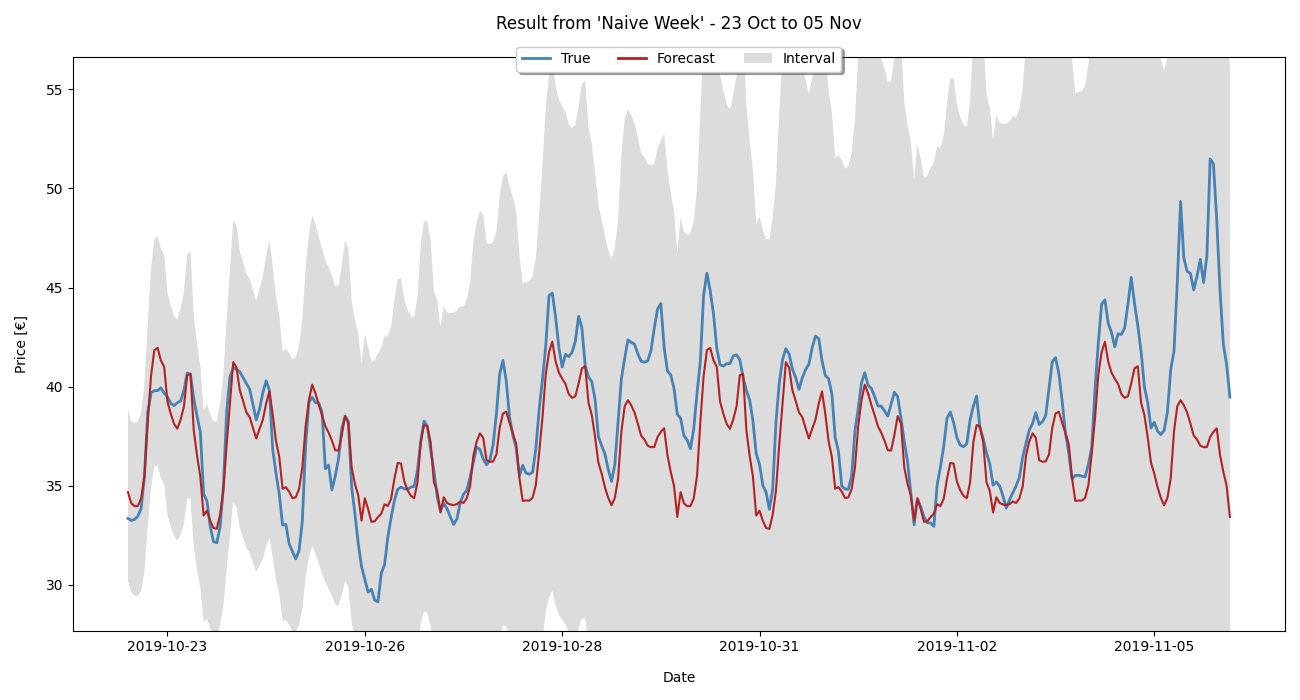 Result from 'Naive Week' - 23 Oct to 05 Nov
True Forecast Interval
55
50
45
40
35
30
Price [€]
2019-10-23 2019-10-26 2019-10-28 2019-10-31 2019-11-02 2019-11-05
Date